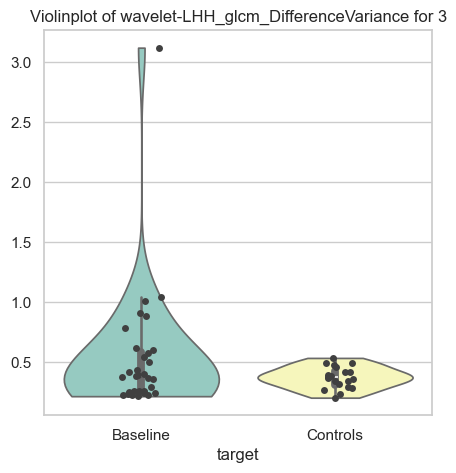 Violinplot of wavelet-LHH_glcm_DifferenceVariance for 3
3.0
2.5
2.0
1.5
1.0
0.5
Baseline Controls
target